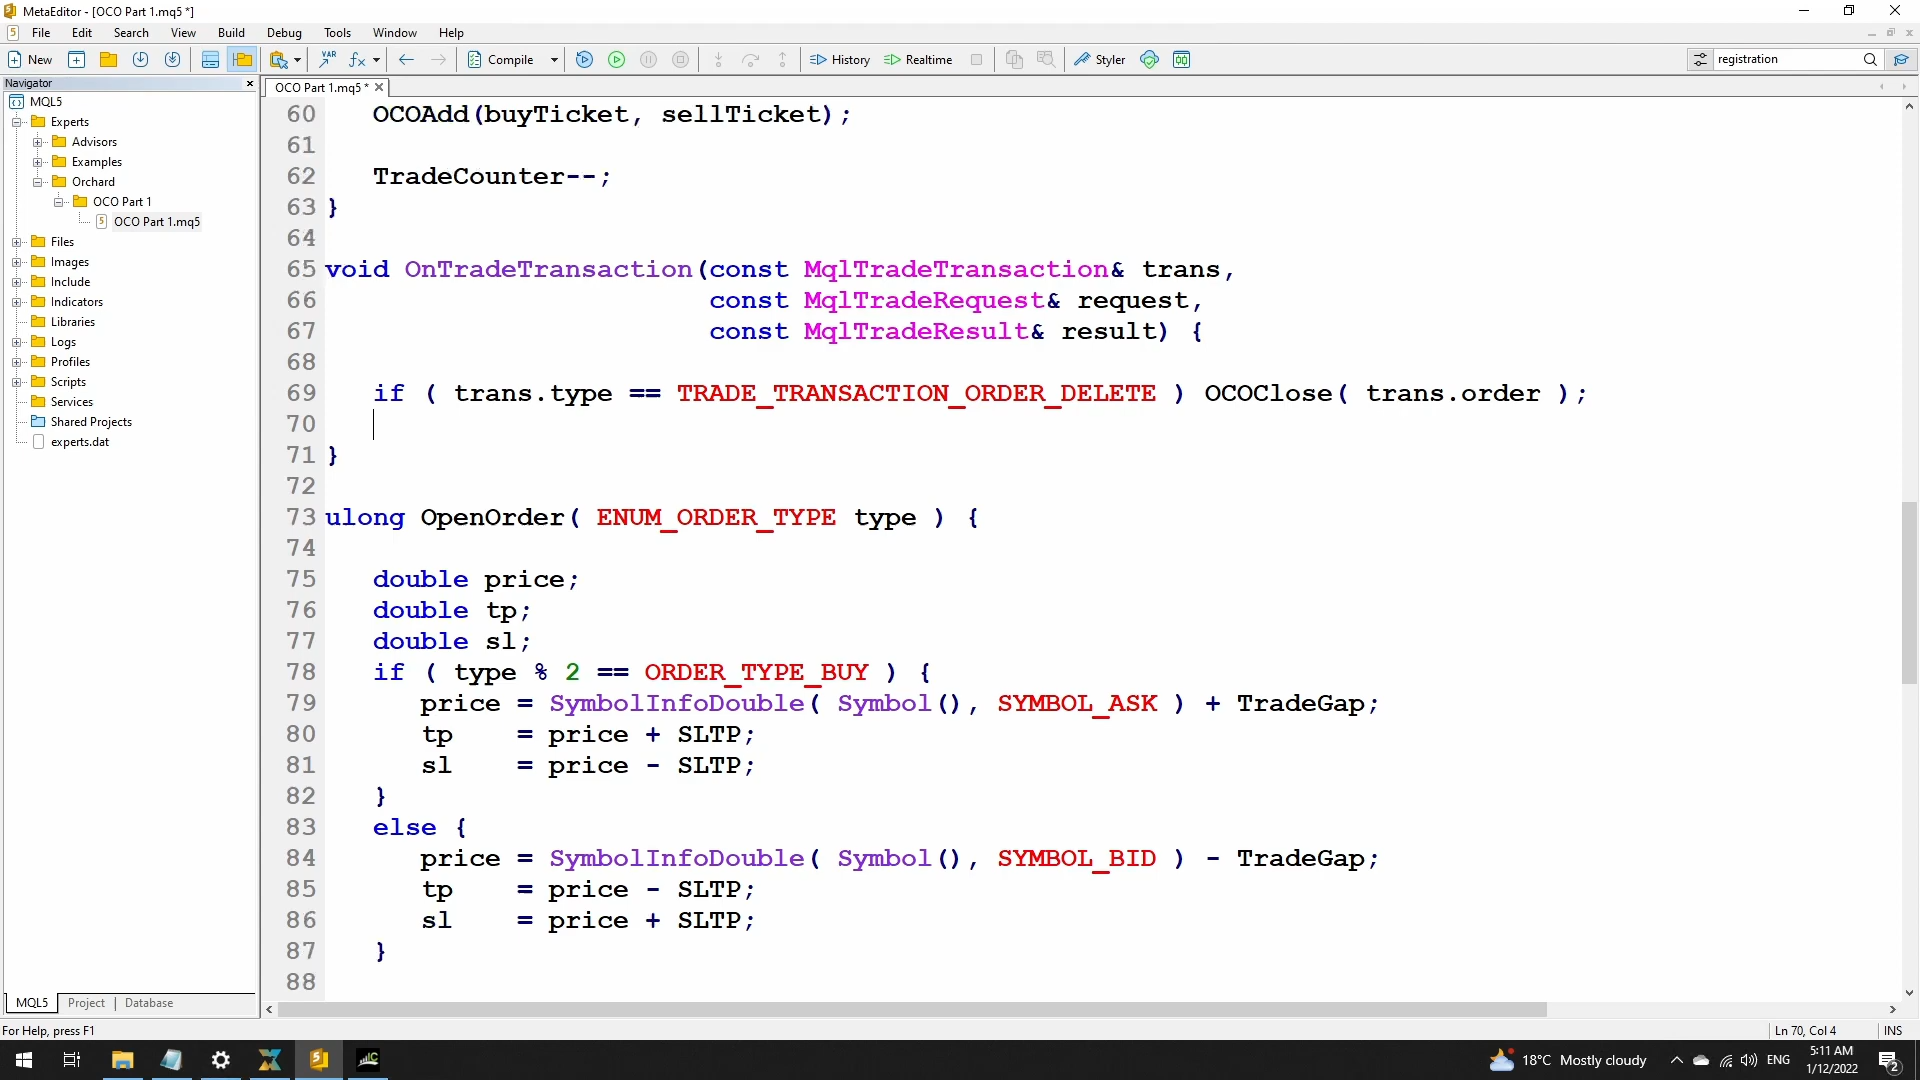 MetaEditor - [OCO Part 1.mq5 *]
File Edit Search View Build Debug Tools Window Help
New VAR Compile History Realtime Styler registration
Navigator
OCO Part 1.mq5 *
MQL5
Experts
Advisors
Examples
Orchard
OCO Part 1
OCO Part 1.mq5
Files
Images
Include
Indicators
Libraries
Logs
Profiles
Scripts
Services
Shared Projects
experts.dat
60 OCOAdd(buyTicket, sellTicket);
61
62 TradeCounter--;
63 }
64
65 void OnTradeTransaction(const MqlTradeTransaction& trans,
66 const MqlTradeRequest& request,
67 const MqlTradeResult& result) {
68
69 if ( trans.type == TRADE_TRANSACTION_ORDER_DELETE ) OCOClose( trans.order );
70
71 }
72
73 ulong OpenOrder( ENUM_ORDER_TYPE type ) {
74
75 double price;
76 double tp;
77 double sl;
78 if ( type % 2 == ORDER_TYPE_BUY ) {
79 price = SymbolInfoDouble( Symbol(), SYMBOL_ASK ) + TradeGap;
80 tp = price + SLTP;
81 sl = price - SLTP;
82 }
83 else {
84 price = SymbolInfoDouble( Symbol(), SYMBOL_BID ) - TradeGap;
85 tp = price - SLTP;
86 sl = price + SLTP;
87 }
88
MQL5 Project Database
For Help, press F1
Ln 70, Col 4 INS
18°C Mostly cloudy
ENG
5:11 AM
1/12/2022
2